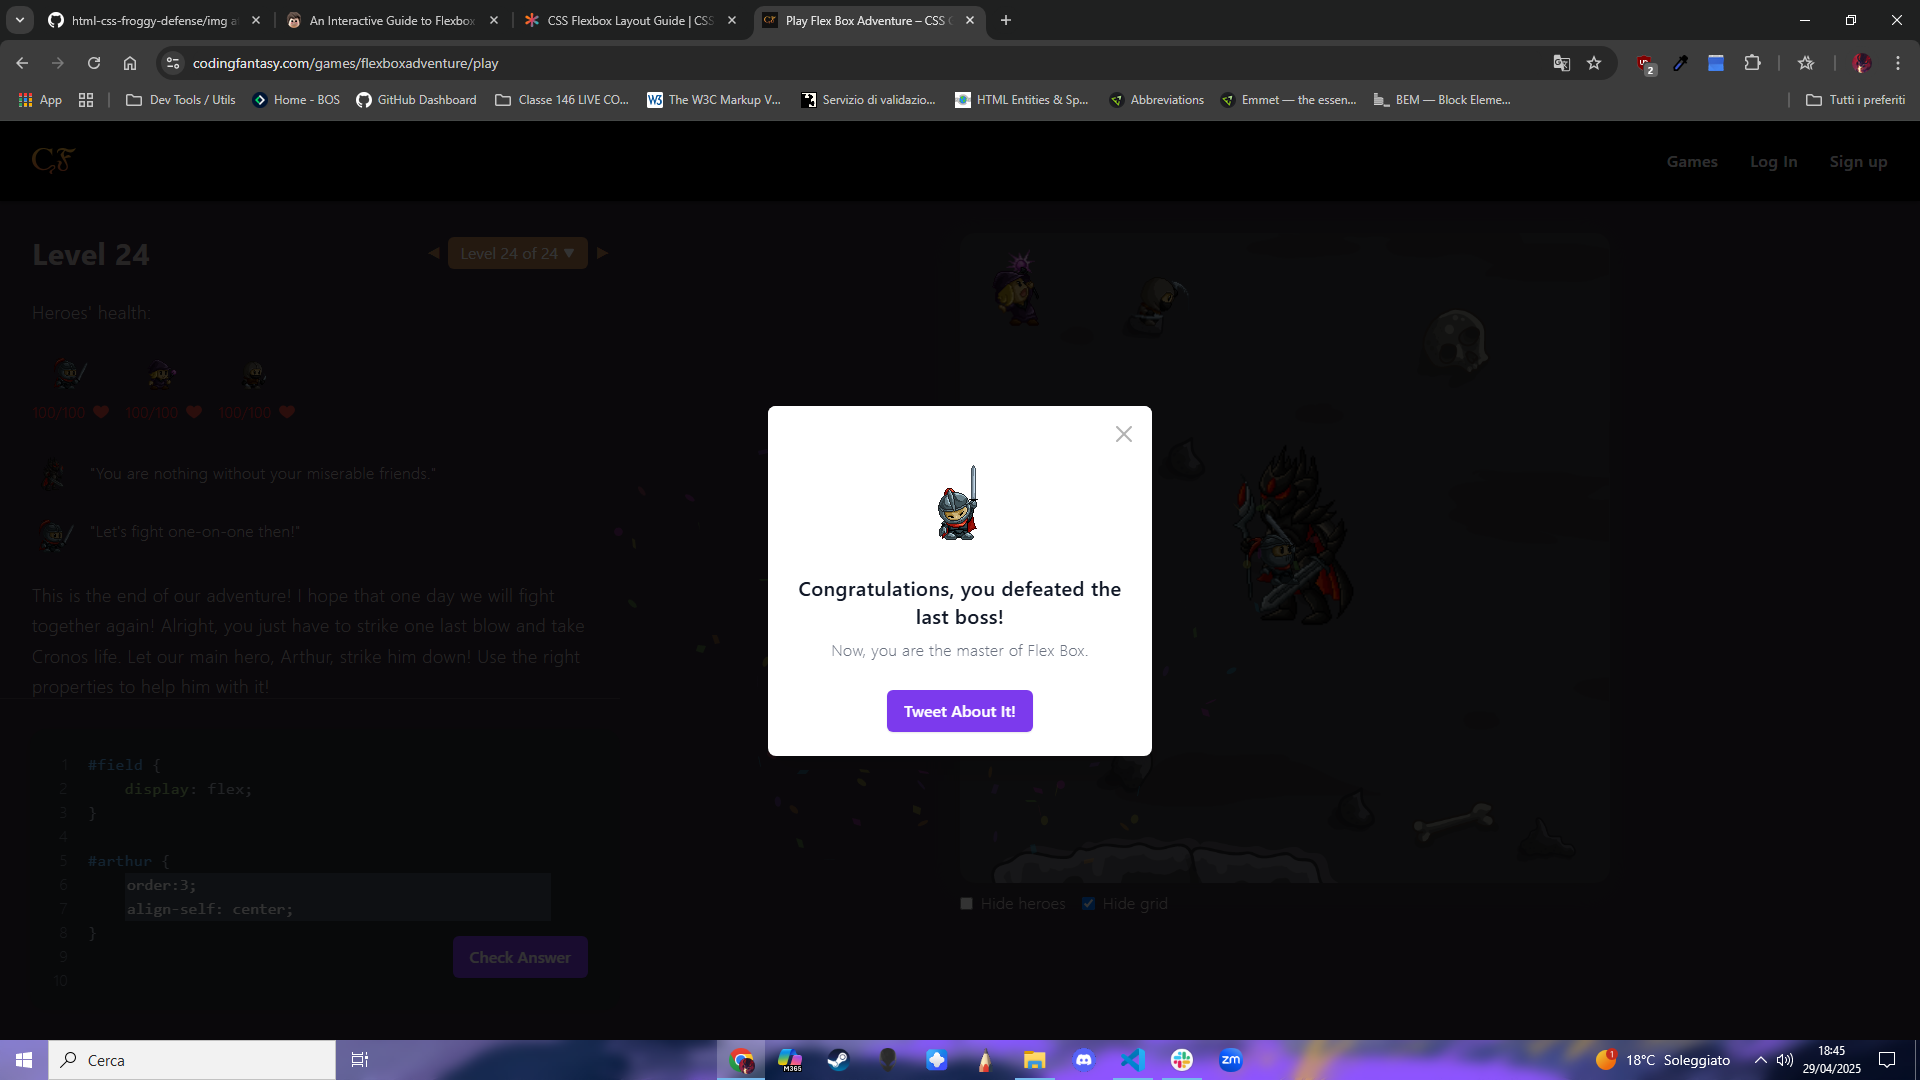 html-css-froggy-defense/img at
An Interactive Guide to Flexbox
CSS Flexbox Layout Guide | CSS
Play Flex Box Adventure – CSS G
codingfantasy.com/games/flexboxadventure/play
2
App
Dev Tools / Utils
Home - BOS
GitHub Dashboard
Classe 146 LIVE CO...
The W3C Markup V...
Servizio di validazio...
HTML Entities & Sp...
Abbreviations
Emmet — the essen...
BEM — Block Eleme...
Tutti i preferiti
CF
Games
Log In
Sign up
Level 24
◀ Level 24 of 24 ▼ ▶
Heroes' health:
100/100 ❤ 100/100 ❤ 100/100 ❤
"You are nothing without your miserable friends."
"Let's fight one-on-one then!"
This is the end of our adventure! I hope that one day we will fight
together again! Alright, you just have to strike one last blow and take
Cronos life. Let our main hero, Arthur, strike him down! Use the right
properties to help him with it!
1 #field {
2 display: flex;
3 }
4
5 #arthur {
6 order:3;
7 align-self: center;
8 }
9
10
Check Answer
Congratulations, you defeated the
last boss!
Now, you are the master of Flex Box.
Tweet About It!
Hide heroes
Hide grid
Cerca
M365
zm
1
18°C Soleggiato
18:45
29/04/2025